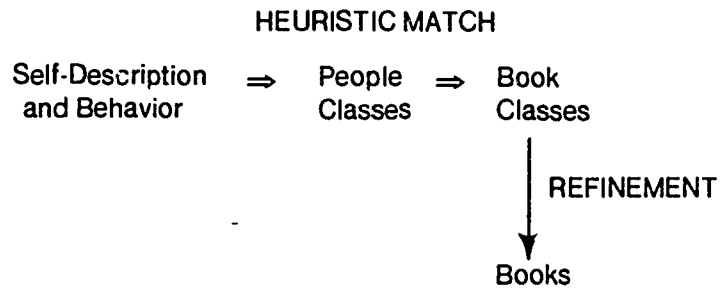 HEURISTIC MATCH
Self-Description ⇒ People ⇒ Book
and Behavior Classes Classes
REFINEMENT
Books